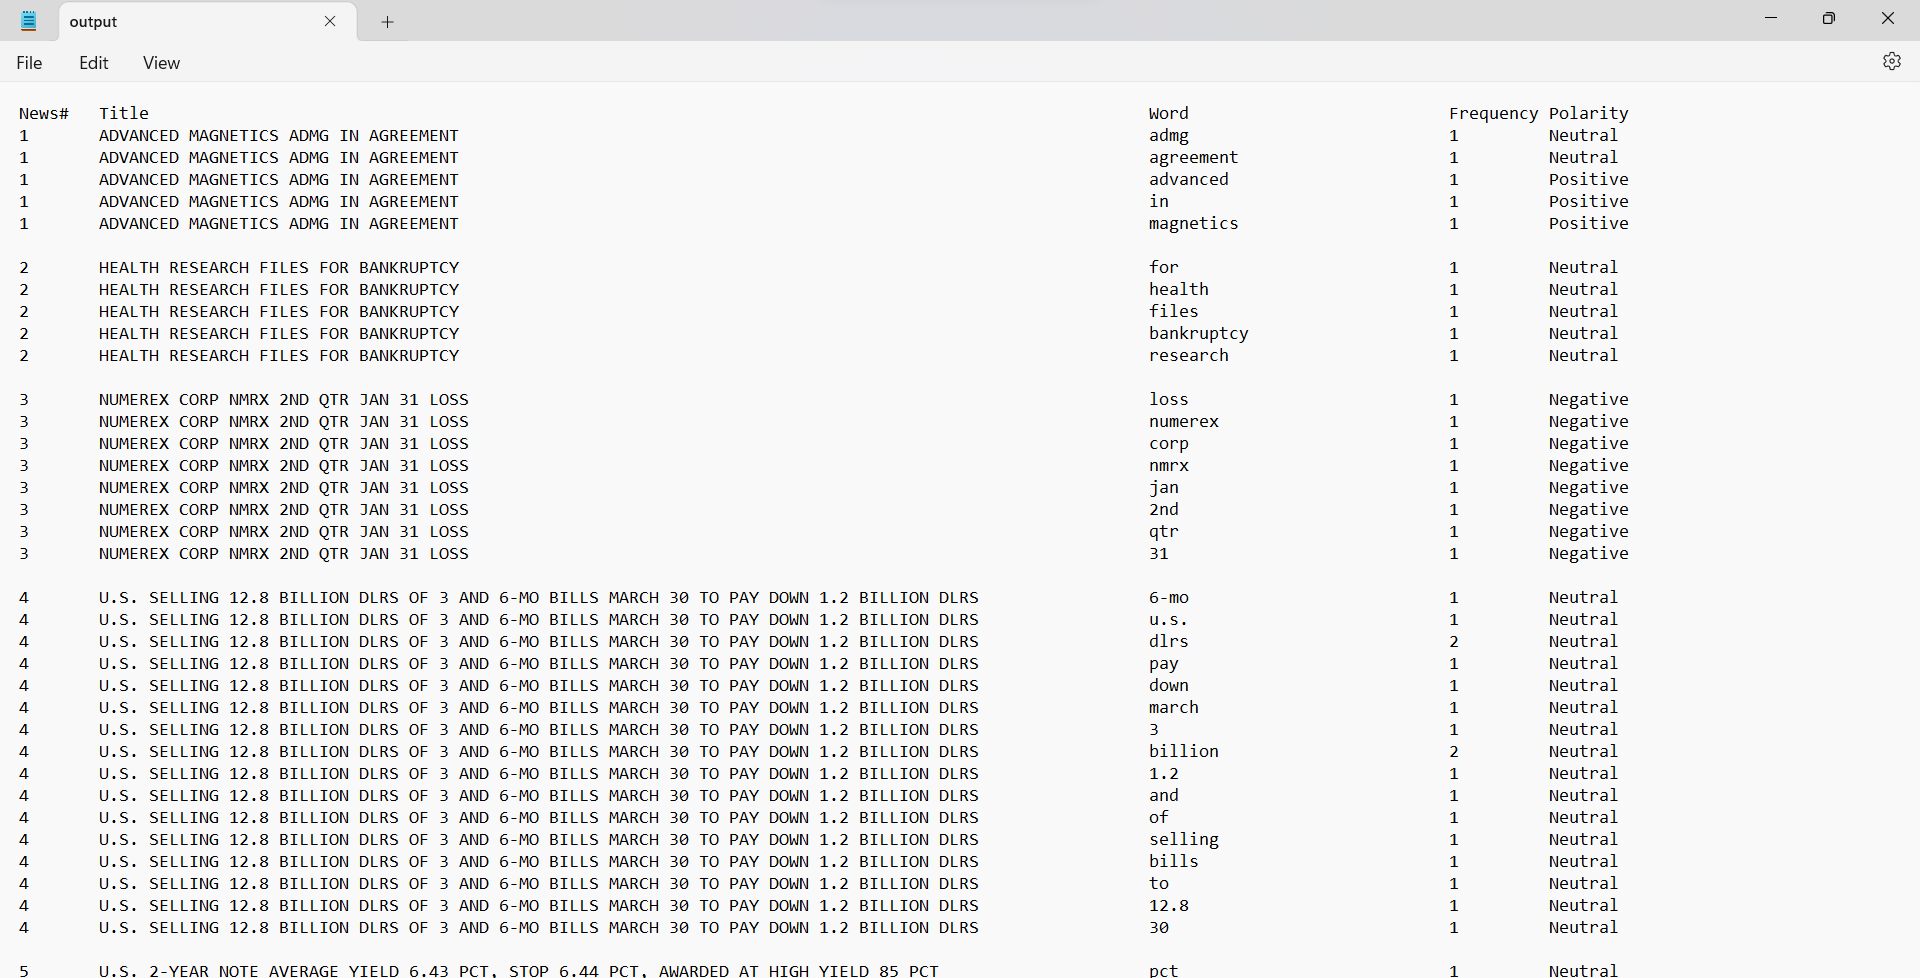 output
File Edit View
News# Title Word Frequency Polarity
1 ADVANCED MAGNETICS ADMG IN AGREEMENT admg 1 Neutral
1 ADVANCED MAGNETICS ADMG IN AGREEMENT agreement 1 Neutral
1 ADVANCED MAGNETICS ADMG IN AGREEMENT advanced 1 Positive
1 ADVANCED MAGNETICS ADMG IN AGREEMENT in 1 Positive
1 ADVANCED MAGNETICS ADMG IN AGREEMENT magnetics 1 Positive
2 HEALTH RESEARCH FILES FOR BANKRUPTCY for 1 Neutral
2 HEALTH RESEARCH FILES FOR BANKRUPTCY health 1 Neutral
2 HEALTH RESEARCH FILES FOR BANKRUPTCY files 1 Neutral
2 HEALTH RESEARCH FILES FOR BANKRUPTCY bankruptcy 1 Neutral
2 HEALTH RESEARCH FILES FOR BANKRUPTCY research 1 Neutral
3 NUMEREX CORP NMRX 2ND QTR JAN 31 LOSS loss 1 Negative
3 NUMEREX CORP NMRX 2ND QTR JAN 31 LOSS numerex 1 Negative
3 NUMEREX CORP NMRX 2ND QTR JAN 31 LOSS corp 1 Negative
3 NUMEREX CORP NMRX 2ND QTR JAN 31 LOSS nmrx 1 Negative
3 NUMEREX CORP NMRX 2ND QTR JAN 31 LOSS jan 1 Negative
3 NUMEREX CORP NMRX 2ND QTR JAN 31 LOSS 2nd 1 Negative
3 NUMEREX CORP NMRX 2ND QTR JAN 31 LOSS qtr 1 Negative
3 NUMEREX CORP NMRX 2ND QTR JAN 31 LOSS 31 1 Negative
4 U.S. SELLING 12.8 BILLION DLRS OF 3 AND 6-MO BILLS MARCH 30 TO PAY DOWN 1.2 BILLION DLRS 6-mo 1 Neutral
4 U.S. SELLING 12.8 BILLION DLRS OF 3 AND 6-MO BILLS MARCH 30 TO PAY DOWN 1.2 BILLION DLRS u.s. 1 Neutral
4 U.S. SELLING 12.8 BILLION DLRS OF 3 AND 6-MO BILLS MARCH 30 TO PAY DOWN 1.2 BILLION DLRS dlrs 2 Neutral
4 U.S. SELLING 12.8 BILLION DLRS OF 3 AND 6-MO BILLS MARCH 30 TO PAY DOWN 1.2 BILLION DLRS pay 1 Neutral
4 U.S. SELLING 12.8 BILLION DLRS OF 3 AND 6-MO BILLS MARCH 30 TO PAY DOWN 1.2 BILLION DLRS down 1 Neutral
4 U.S. SELLING 12.8 BILLION DLRS OF 3 AND 6-MO BILLS MARCH 30 TO PAY DOWN 1.2 BILLION DLRS march 1 Neutral
4 U.S. SELLING 12.8 BILLION DLRS OF 3 AND 6-MO BILLS MARCH 30 TO PAY DOWN 1.2 BILLION DLRS 3 1 Neutral
4 U.S. SELLING 12.8 BILLION DLRS OF 3 AND 6-MO BILLS MARCH 30 TO PAY DOWN 1.2 BILLION DLRS billion 2 Neutral
4 U.S. SELLING 12.8 BILLION DLRS OF 3 AND 6-MO BILLS MARCH 30 TO PAY DOWN 1.2 BILLION DLRS 1.2 1 Neutral
4 U.S. SELLING 12.8 BILLION DLRS OF 3 AND 6-MO BILLS MARCH 30 TO PAY DOWN 1.2 BILLION DLRS and 1 Neutral
4 U.S. SELLING 12.8 BILLION DLRS OF 3 AND 6-MO BILLS MARCH 30 TO PAY DOWN 1.2 BILLION DLRS of 1 Neutral
4 U.S. SELLING 12.8 BILLION DLRS OF 3 AND 6-MO BILLS MARCH 30 TO PAY DOWN 1.2 BILLION DLRS selling 1 Neutral
4 U.S. SELLING 12.8 BILLION DLRS OF 3 AND 6-MO BILLS MARCH 30 TO PAY DOWN 1.2 BILLION DLRS bills 1 Neutral
4 U.S. SELLING 12.8 BILLION DLRS OF 3 AND 6-MO BILLS MARCH 30 TO PAY DOWN 1.2 BILLION DLRS to 1 Neutral
4 U.S. SELLING 12.8 BILLION DLRS OF 3 AND 6-MO BILLS MARCH 30 TO PAY DOWN 1.2 BILLION DLRS 12.8 1 Neutral
4 U.S. SELLING 12.8 BILLION DLRS OF 3 AND 6-MO BILLS MARCH 30 TO PAY DOWN 1.2 BILLION DLRS 30 1 Neutral
5 U.S. 2-YEAR NOTE AVERAGE YIELD 6.43 PCT, STOP 6.44 PCT, AWARDED AT HIGH YIELD 85 PCT pct 1 Neutral